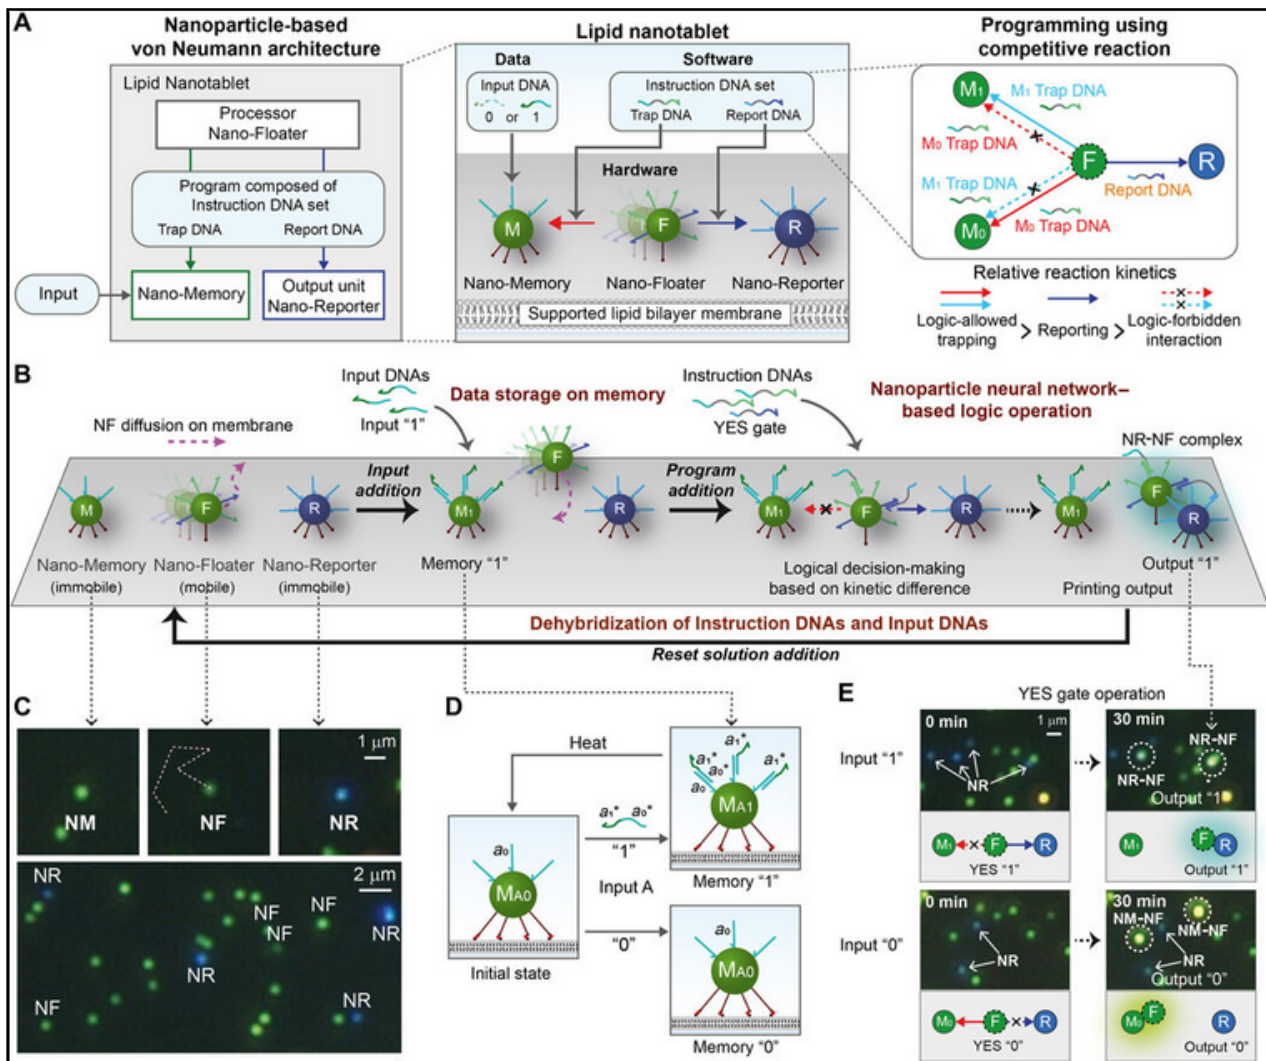 A
Nanoparticle-based
von Neumann architecture
Lipid Nanotablet
Processor
Nano-Floater
Program composed of
Instruction DNA set
Trap DNA
Report DNA
Input
Nano-Memory
Output unit
Nano-Reporter
Lipid nanotablet
Data
Software
Input DNA
0 or 1
Instruction DNA set
Trap DNA
Report DNA
Hardware
M
F
R
Nano-Memory
Nano-Floater
Nano-Reporter
Supported lipid bilayer membrane
Programming using
competitive reaction
M1
M1 Trap DNA
M0 Trap DNA
F
R
M1 Trap DNA
Report DNA
M0
M0 Trap DNA
Relative reaction kinetics
Logic-allowed
trapping
> Reporting >
Logic-forbidden
interaction
B
Input DNAs
Input "1"
Data storage on memory
Instruction DNAs
YES gate
Nanoparticle neural network–
based logic operation
NF diffusion on membrane
NR-NF complex
Input
addition
Program
addition
M
F
R
M1
F
R
M1
F
R
M1
F
R
Nano-Memory
(immobile)
Nano-Floater
(mobile)
Nano-Reporter
(immobile)
Memory "1"
Logical decision-making
based on kinetic difference
Output "1"
Printing output
Dehybridization of Instruction DNAs and Input DNAs
Reset solution addition
C
NM
NF
NR
1 μm
2 μm
NR
NF
NF
NF
NR
NR
NF
NR
D
Heat
a0
MA0
Initial state
a1* a0*
"1"
Input A
"0"
a1*
a1*
a0*
a1*
a0
MA1
Memory "1"
a0
MA0
Memory "0"
E
YES gate operation
Input "1"
0 min
1 μm
NR
30 min
NR-NF
NR-NF
Output "1"
M1
F
R
YES "1"
M1
F
R
Output "1"
Input "0"
0 min
NR
30 min
NM-NF
NM-NF
NR
Output "0"
M0
F
R
YES "0"
M0
F
R
Output "0"